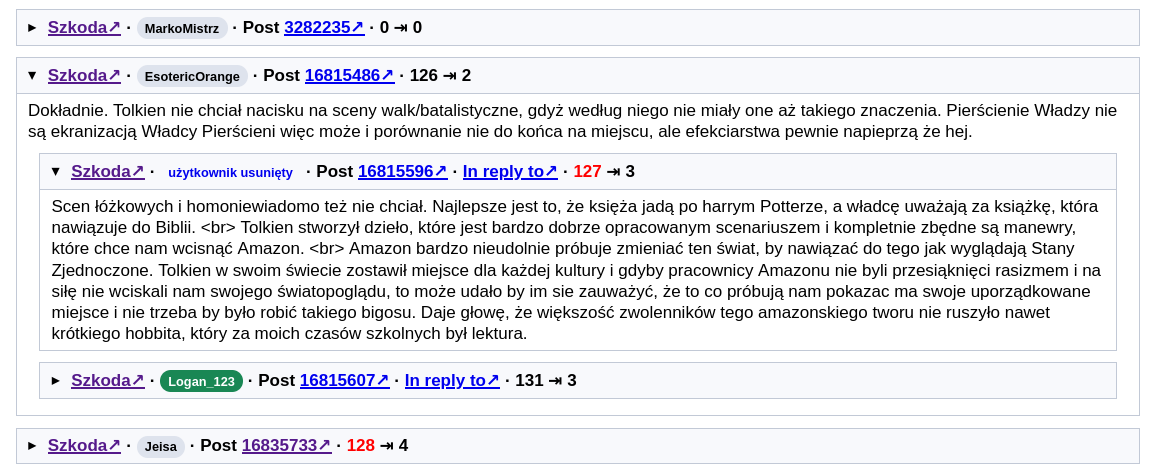 ► Szkoda↗ · MarkoMistrz · Post 3282235↗ · 0 ⇥ 0
▼ Szkoda↗ · EsotericOrange · Post 16815486↗ · 126 ⇥ 2
Dokładnie. Tolkien nie chciał nacisku na sceny walk/batalistyczne, gdyż według niego nie miały one aż takiego znaczenia. Pierścienie Władzy nie
są ekranizacją Władcy Pierścieni więc może i porównanie nie do końca na miejscu, ale efekciarstwa pewnie napieprzą że hej.
▼ Szkoda↗ · użytkownik usunięty · Post 16815596↗ · In reply to↗ · 127 ⇥ 3
Scen łóżkowych i homoniewiadomo też nie chciał. Najlepsze jest to, że księża jadą po harrym Potterze, a władcę uważają za książkę, która
nawiązuje do Biblii. <br> Tolkien stworzył dzieło, które jest bardzo dobrze opracowanym scenariuszem i kompletnie zbędne są manewry,
które chce nam wcisnąć Amazon. <br> Amazon bardzo nieudolnie próbuje zmieniać ten świat, by nawiązać do tego jak wyglądają Stany
Zjednoczone. Tolkien w swoim świecie zostawił miejsce dla każdej kultury i gdyby pracownicy Amazonu nie byli przesiąknięci rasizmem i na
siłę nie wciskali nam swojego światopoglądu, to może udało by im sie zauważyć, że to co próbują nam pokazac ma swoje uporządkowane
miejsce i nie trzeba by było robić takiego bigosu. Daje głowę, że większość zwolenników tego amazonskiego tworu nie ruszyło nawet
krótkiego hobbita, który za moich czasów szkolnych był lektura.
► Szkoda↗ · Logan_123 · Post 16815607↗ · In reply to↗ · 131 ⇥ 3
► Szkoda↗ · Jeisa · Post 16835733↗ · 128 ⇥ 4